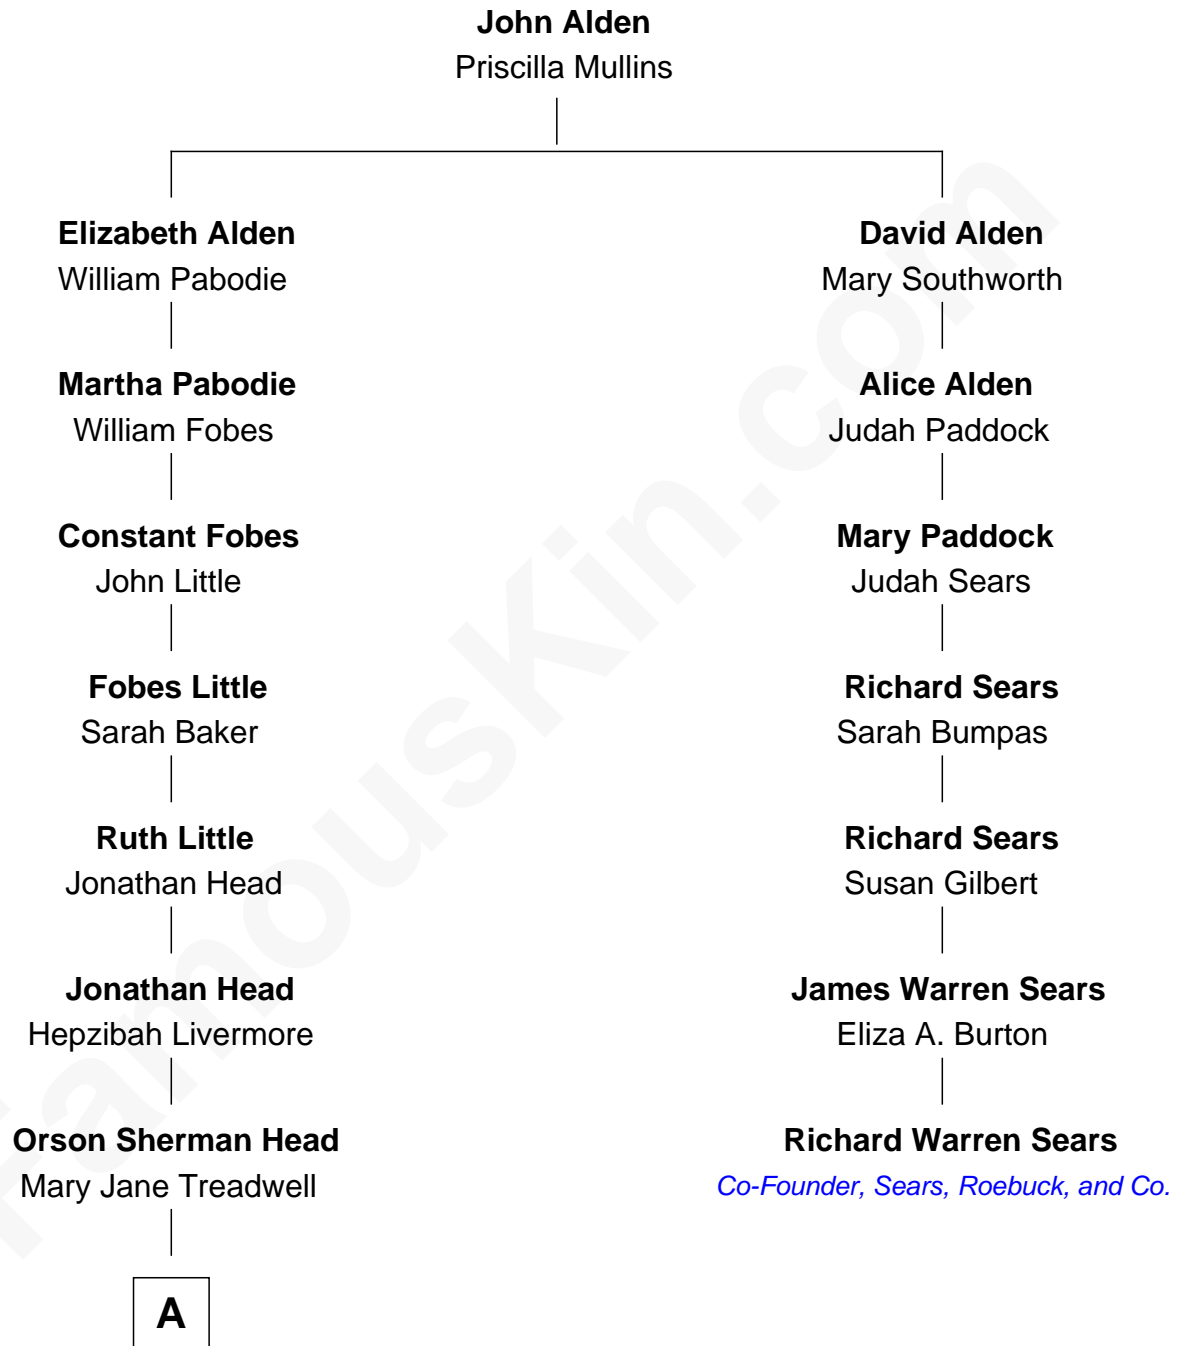 John Alden
Priscilla Mullins
Elizabeth Alden
William Pabodie
Martha Pabodie
William Fobes
Constant Fobes
John Little
Fobes Little
Sarah Baker
Ruth Little
Jonathan Head
Jonathan Head
Hepzibah Livermore
Orson Sherman Head
Mary Jane Treadwell
A
David Alden
Mary Southworth
Alice Alden
Judah Paddock
Mary Paddock
Judah Sears
Richard Sears
Sarah Bumpas
Richard Sears
Susan Gilbert
James Warren Sears
Eliza A. Burton
Richard Warren Sears
Co-Founder, Sears, Roebuck, and Co.
FamousKin.com